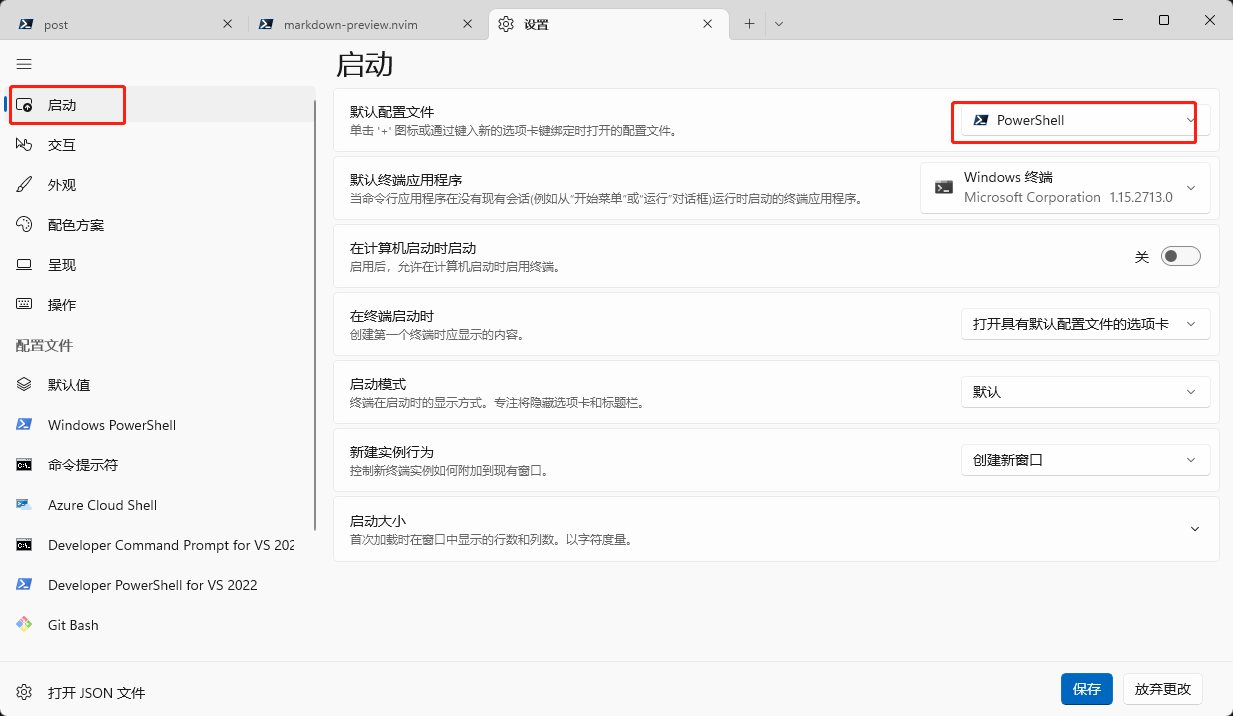 post
markdown-preview.nvim
设置
启动
交互
外观
配色方案
呈现
操作
配置文件
默认值
Windows PowerShell
命令提示符
Azure Cloud Shell
Developer Command Prompt for VS 202
Developer PowerShell for VS 2022
Git Bash
打开 JSON 文件
启动
默认配置文件
单击 '+' 图标或通过键入新的选项卡键绑定时打开的配置文件。
PowerShell
默认终端应用程序
当命令行应用程序在没有现有会话(例如从"开始菜单"或"运行"对话框)运行时启动的终端应用程序。
Windows 终端
Microsoft Corporation 1.15.2713.0
在计算机启动时启动
启用后，允许在计算机启动时启用终端。
关
在终端启动时
创建第一个终端时应显示的内容。
打开具有默认配置文件的选项卡
启动模式
终端在启动时的显示方式。专注将隐藏选项卡和标题栏。
默认
新建实例行为
控制新终端实例如何附加到现有窗口。
创建新窗口
启动大小
首次加载时在窗口中显示的行数和列数。以字符度量。
保存
放弃更改